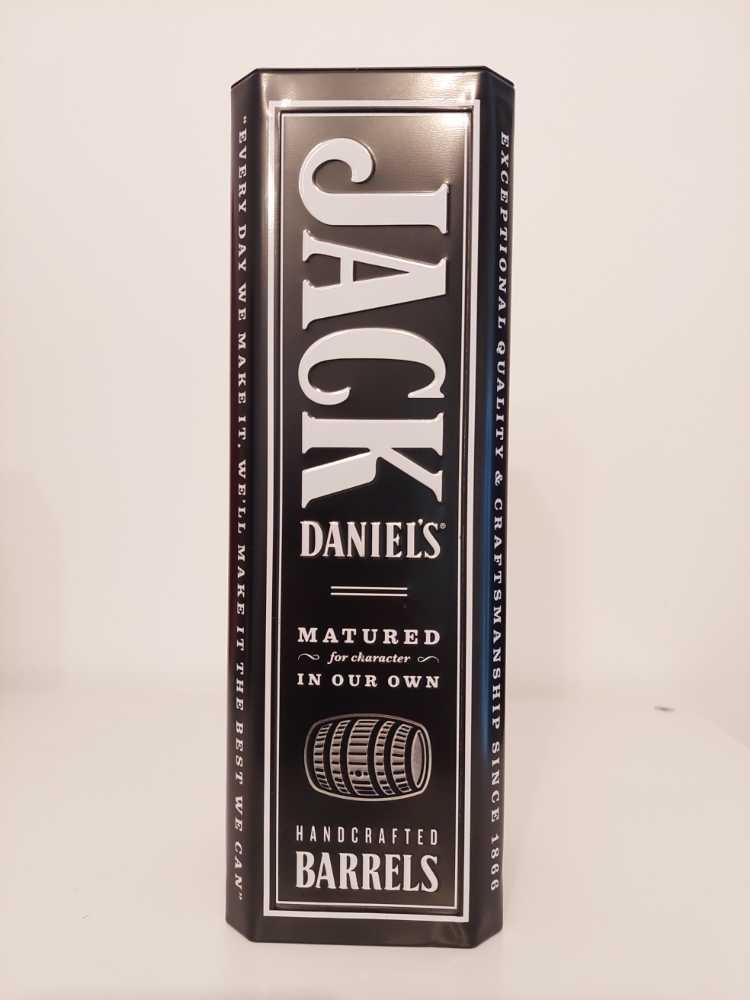 "EVERY DAY WE MAKE IT, WE'LL MAKE IT THE BEST WE CAN"
JACK
DANIEL'S®
MATURED
for character
IN OUR OWN
HANDCRAFTED
BARRELS
EXCEPTIONAL QUALITY & CRAFTSMANSHIP SINCE 1866